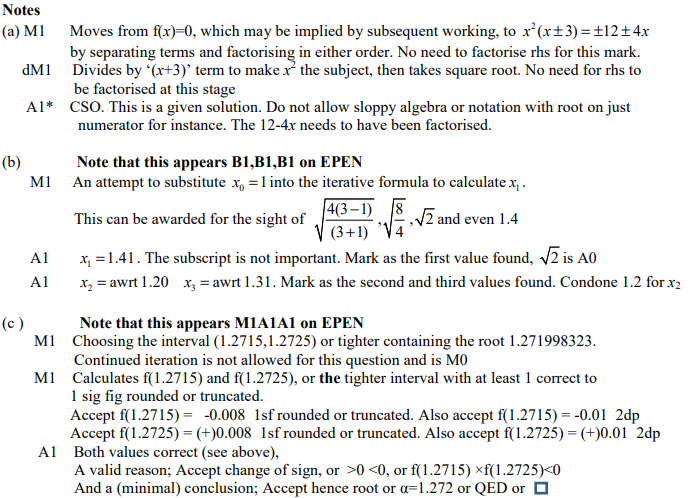 Notes
(a) M1 Moves from f(x)=0, which may be implied by subsequent working, to x²(x±3)=±12±4x
by separating terms and factorising in either order. No need to factorise rhs for this mark.
dM1 Divides by ‘(x+3)’ term to make x² the subject, then takes square root. No need for rhs to
be factorised at this stage
A1* CSO. This is a given solution. Do not allow sloppy algebra or notation with root on just
numerator for instance. The 12-4x needs to have been factorised.
(b) Note that this appears B1,B1,B1 on EPEN
M1 An attempt to substitute x₀ =1 into the iterative formula to calculate x₁ .
This can be awarded for the sight of √(4(3−1)/(3+1)), √(8/4), √2 and even 1.4
A1 x₁ =1.41. The subscript is not important. Mark as the first value found, √2 is A0
A1 x₂ = awrt 1.20 x₃ = awrt 1.31. Mark as the second and third values found. Condone 1.2 for x₂
(c ) Note that this appears M1A1A1 on EPEN
M1 Choosing the interval (1.2715,1.2725) or tighter containing the root 1.271998323.
Continued iteration is not allowed for this question and is M0
M1 Calculates f(1.2715) and f(1.2725), or the tighter interval with at least 1 correct to
1 sig fig rounded or truncated.
Accept f(1.2715) = -0.008 1sf rounded or truncated. Also accept f(1.2715) = -0.01 2dp
Accept f(1.2725) = (+)0.008 1sf rounded or truncated. Also accept f(1.2725) = (+)0.01 2dp
A1 Both values correct (see above),
A valid reason; Accept change of sign, or >0 <0, or f(1.2715) ×f(1.2725)<0
And a (minimal) conclusion; Accept hence root or α=1.272 or QED or □